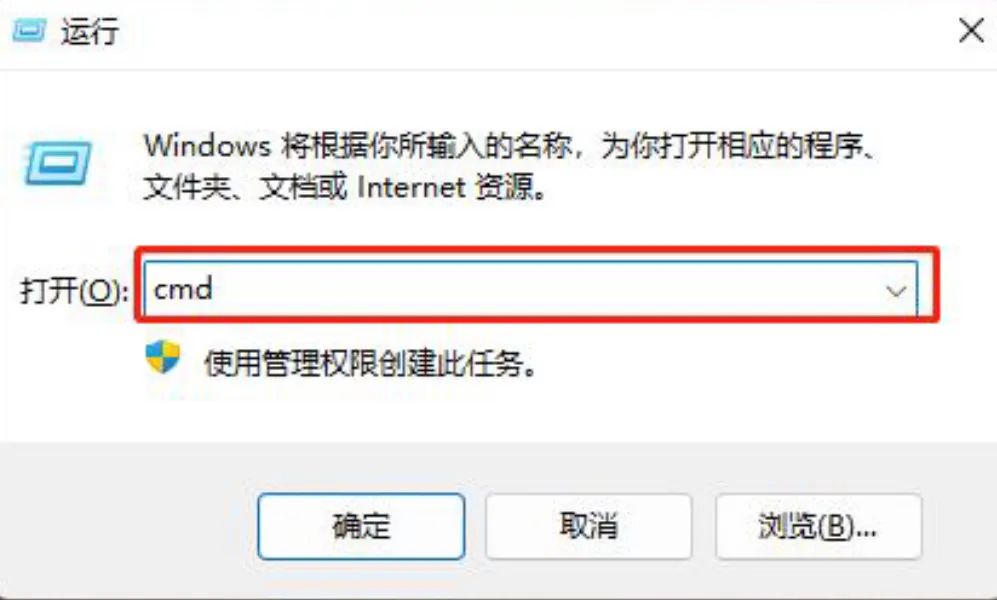 运行
Windows 将根据你所输入的名称，为你打开相应的程序、
文件夹、文档或 Internet 资源。
打开(O): cmd
使用管理权限创建此任务。
确定 取消 浏览(B)...